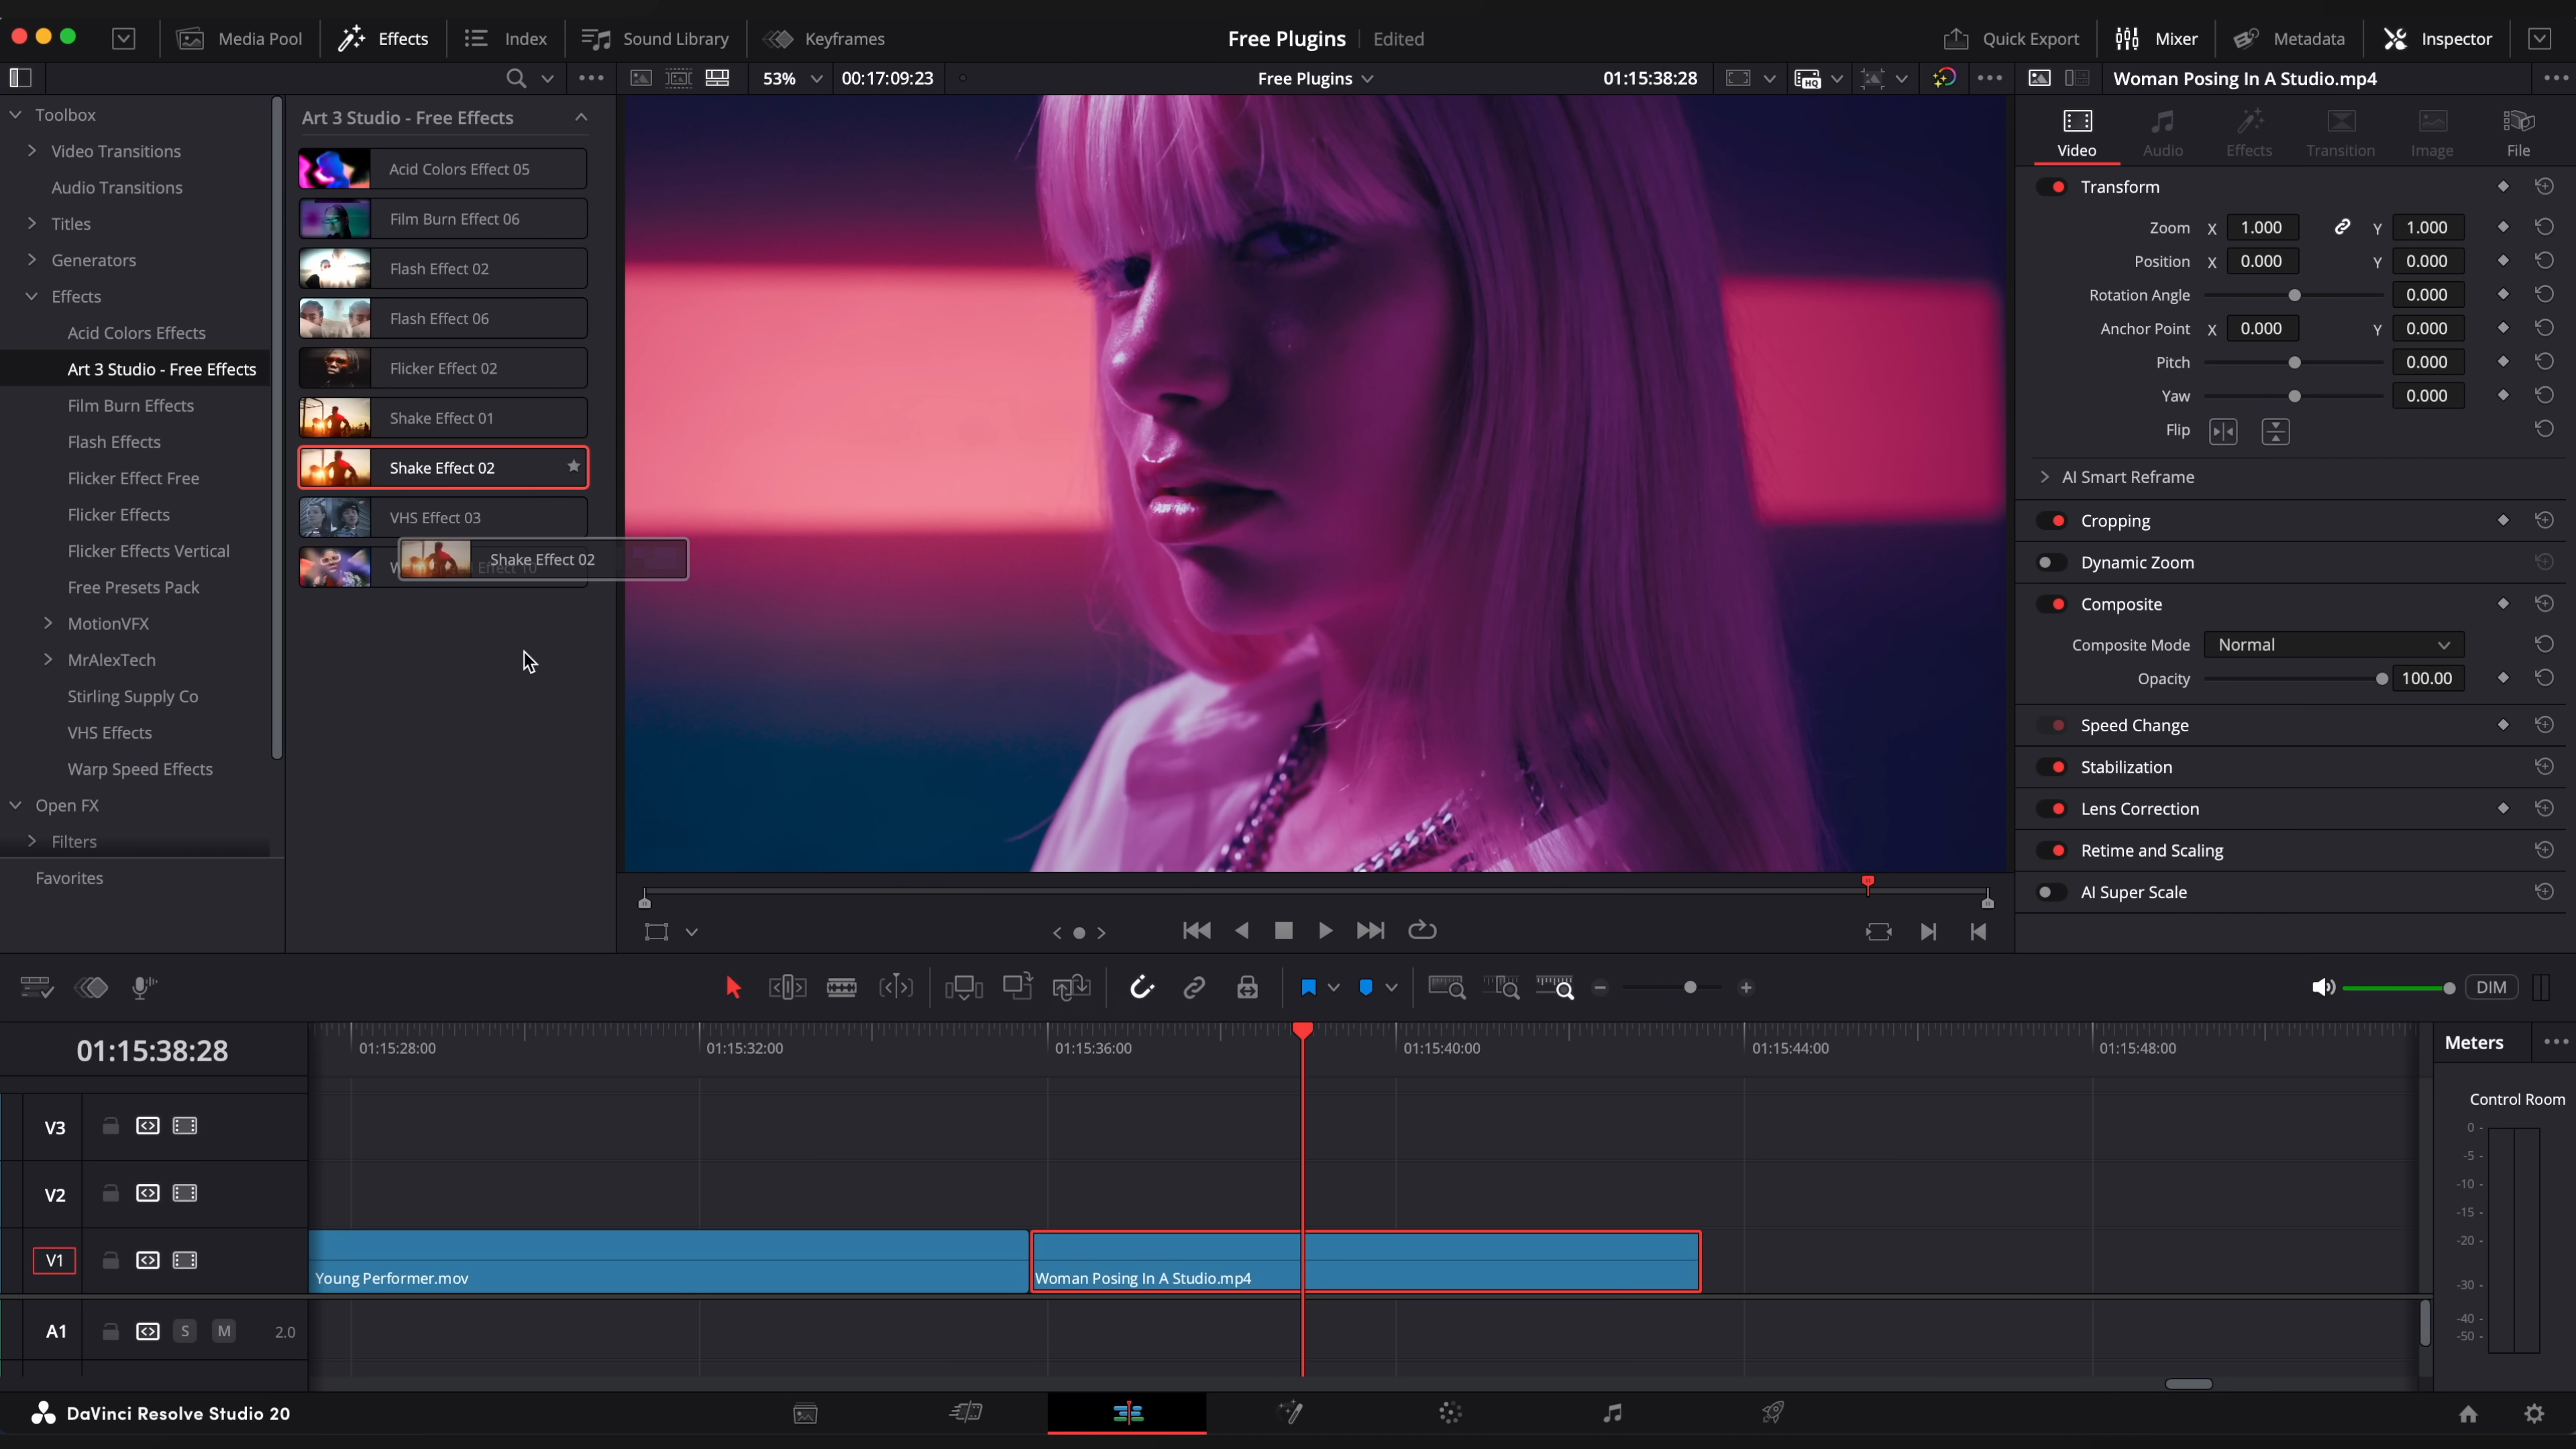 Media Pool
Effects
Index
Sound Library
Keyframes
Free Plugins
Edited
Quick Export
Mixer
Metadata
Inspector
53%
00:17:09:23
Free Plugins
01:15:38:28
HQ
Woman Posing In A Studio.mp4
Toolbox
Video Transitions
Audio Transitions
Titles
Generators
Effects
Acid Colors Effects
Art 3 Studio - Free Effects
Film Burn Effects
Flash Effects
Flicker Effect Free
Flicker Effects
Flicker Effects Vertical
Free Presets Pack
MotionVFX
MrAlexTech
Stirling Supply Co
VHS Effects
Warp Speed Effects
Open FX
Filters
Favorites
Art 3 Studio - Free Effects
Acid Colors Effect 05
Film Burn Effect 06
Flash Effect 02
Flash Effect 06
Flicker Effect 02
Shake Effect 01
Shake Effect 02
VHS Effect 03
Shake Effect 02
Video
Audio
Effects
Transition
Image
File
Transform
Zoom X 1.000 Y 1.000
Position X 0.000 Y 0.000
Rotation Angle 0.000
Anchor Point X 0.000 Y 0.000
Pitch 0.000
Yaw 0.000
Flip
AI Smart Reframe
Cropping
Dynamic Zoom
Composite
Composite Mode Normal
Opacity 100.00
Speed Change
Stabilization
Lens Correction
Retime and Scaling
AI Super Scale
DIM
01:15:38:28
01:15:28:00
01:15:32:00
01:15:36:00
01:15:40:00
01:15:44:00
01:15:48:00
Meters
Control Room
0 -
-5 -
-10 -
-15 -
-20 -
-30 -
-40 -
-50 -
V3
V2
V1
Young Performer.mov
Woman Posing In A Studio.mp4
A1
S
M
2.0
DaVinci Resolve Studio 20